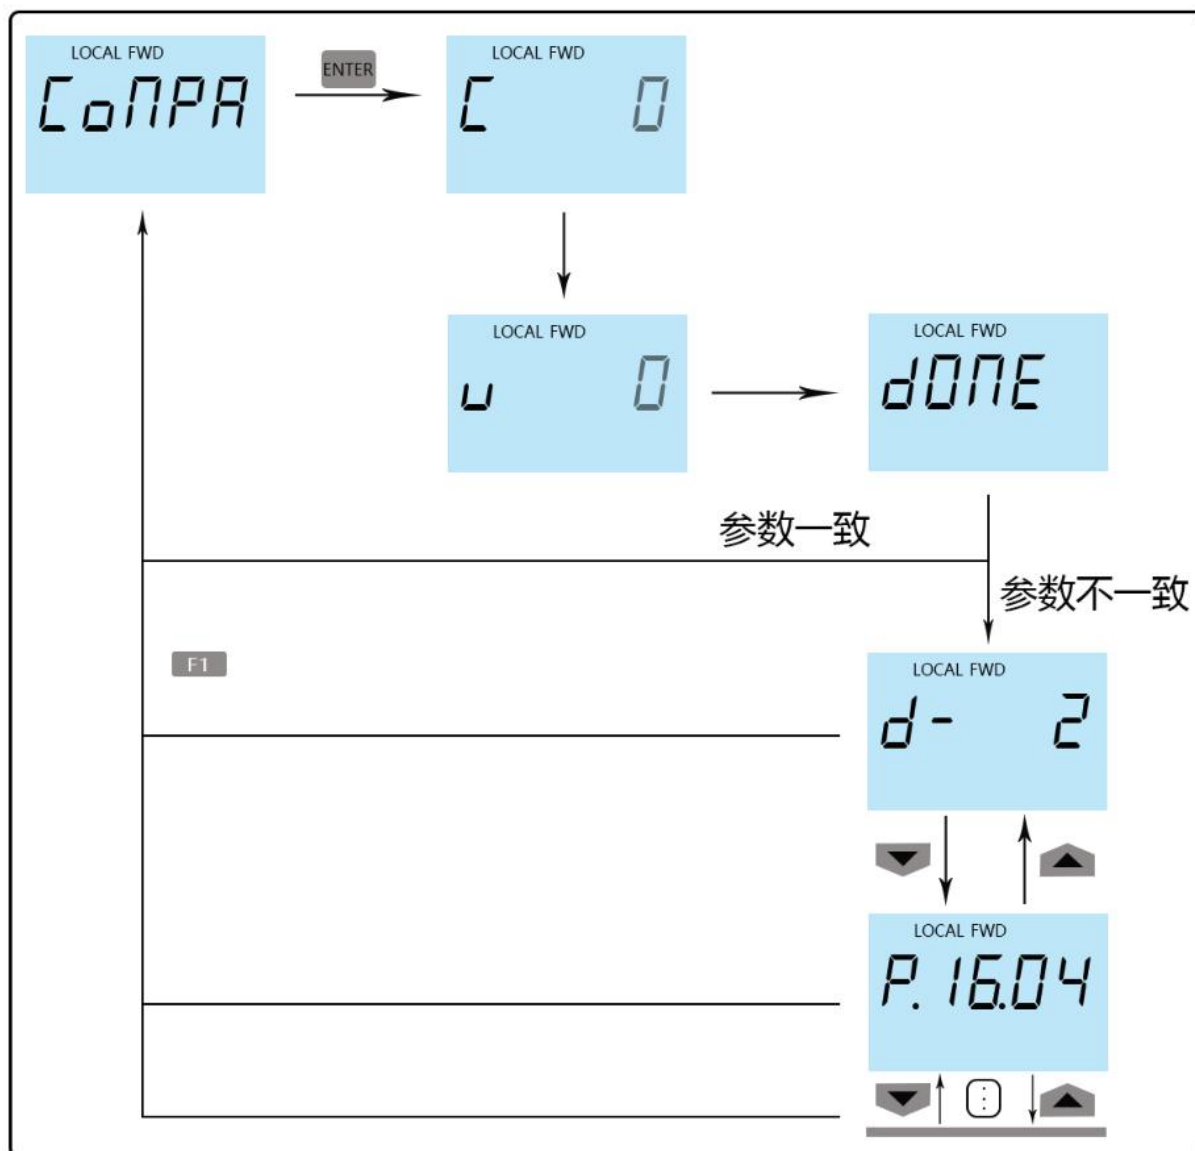 LOCAL FWD
CoMPA
ENTER
LOCAL FWD
C 0
LOCAL FWD
u 0
LOCAL FWD
dONE
参数一致
参数不一致
F1
LOCAL FWD
d- 2
LOCAL FWD
P.16.04